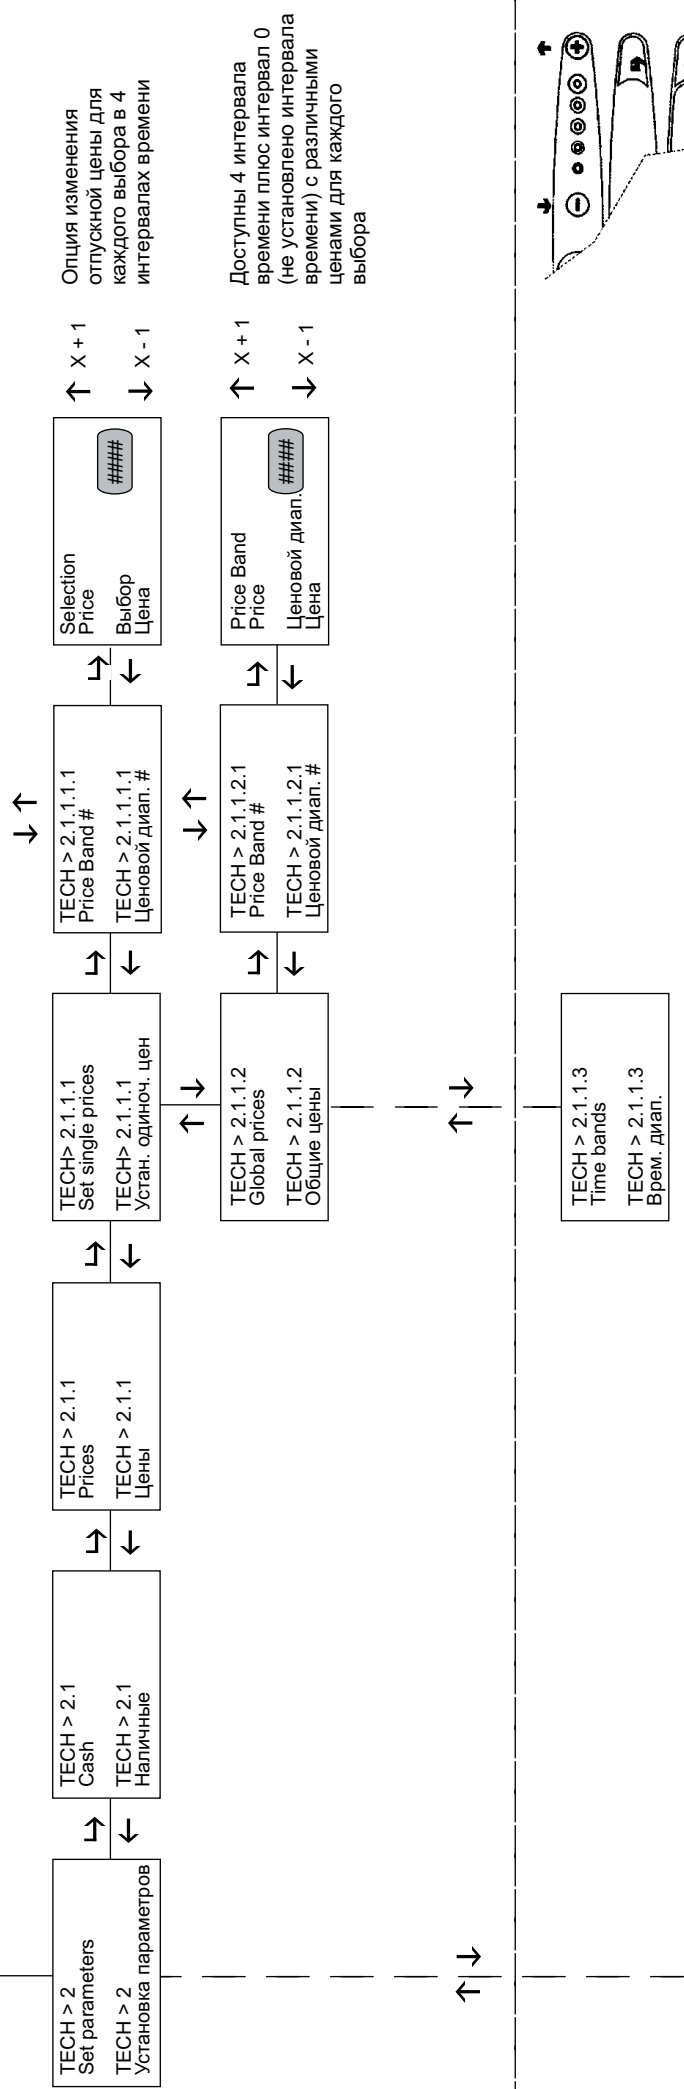 TECH > 2
Set parameters
TECH > 2
Установка параметров
TECH > 2.1
Cash
TECH > 2.1
Наличные
TECH > 2.1.1
Prices
TECH > 2.1.1
Цены
TECH> 2.1.1.1
Set single prices
TECH> 2.1.1.1
Устан. одиноч. цен
TECH > 2.1.1.1.1.1
Price Band #
TECH > 2.1.1.1.1.1
Ценовой диап. #
Selection
Price
Выбор
Цена
####
X + 1
X - 1
Опция изменения
отпускной цены для
каждого выбора в 4
интервалах времени
TECH > 2.1.1.2
Global prices
TECH > 2.1.1.2
Общие цены
TECH > 2.1.1.2.1
Price Band #
TECH > 2.1.1.2.1
Ценовой диап. #
Price Band
Price
Ценовой диап.
Цена
####
X + 1
X - 1
Доступны 4 интервала
времени плюс интервал 0
(не установлено интервала
времени) с различными
ценами для каждого
выбора
TECH > 2.1.1.3
Time bands
TECH > 2.1.1.3
Врем. диап.